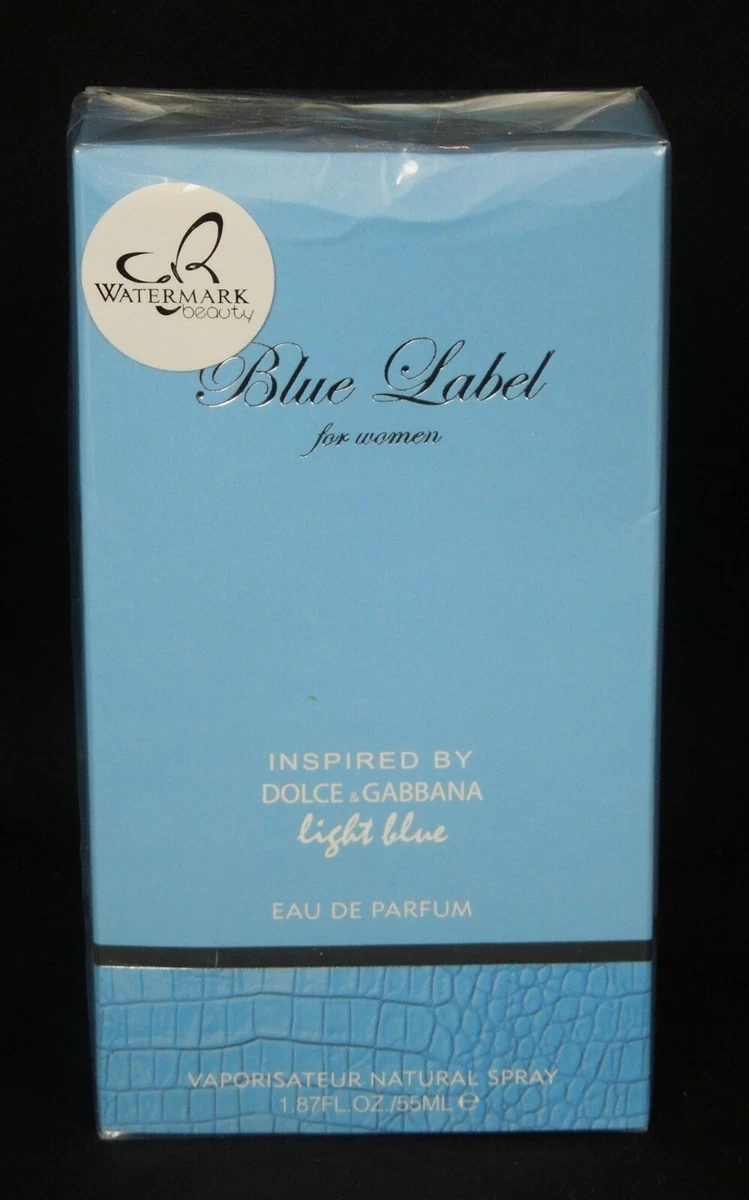 WATERMARK
beauty
Blue Label
for women
INSPIRED BY
DOLCE & GABBANA
light blue
EAU DE PARFUM
VAPORISATEUR NATURAL SPRAY
1.87FL.OZ./55ML ℮